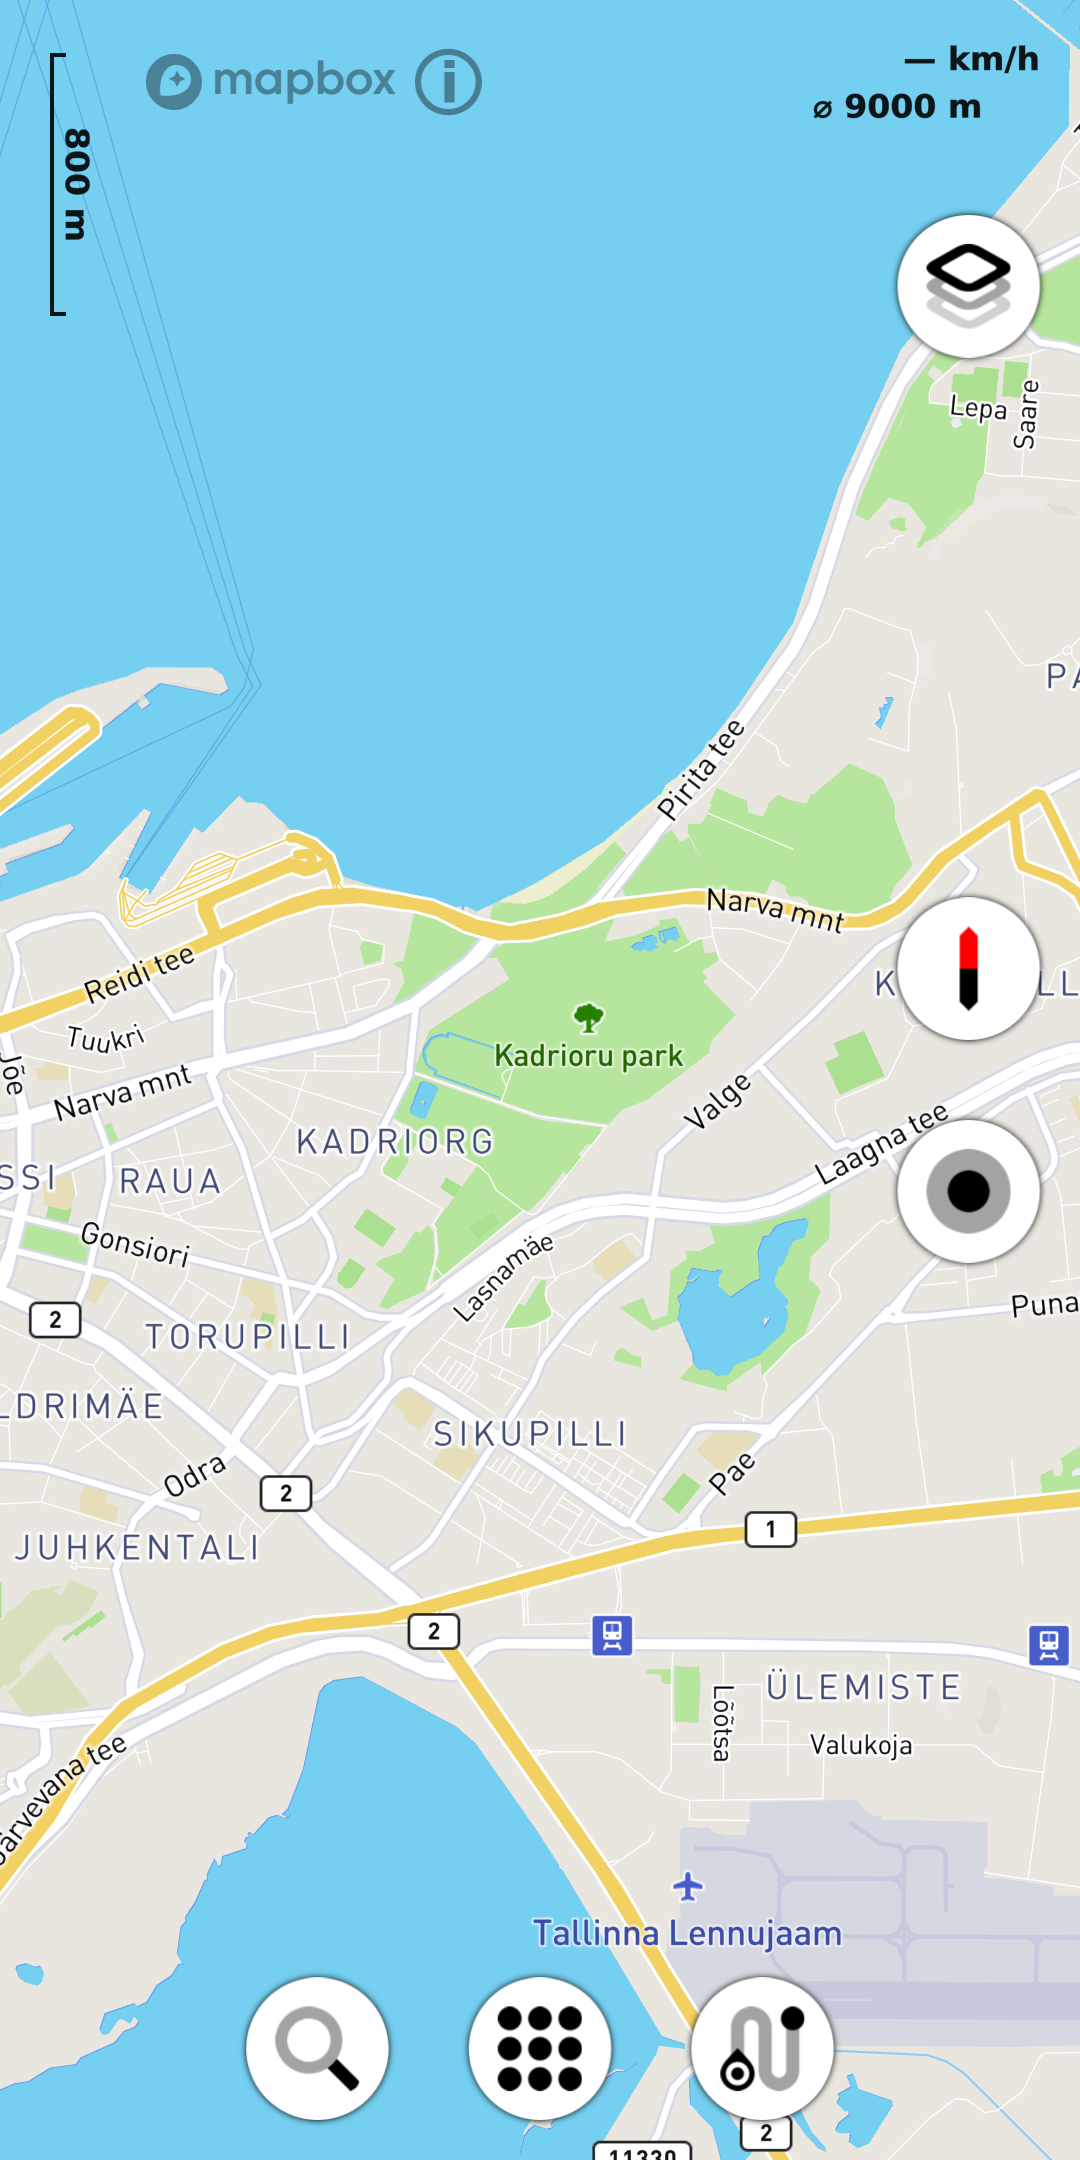 mapbox
— km/h
⌀ 9000 m
800 m
Lepa
Saare
PA
Pirita tee
Narva mnt
Reidi tee
Tuukri
Jõe
Narva mnt
Kadrioru park
Valge
Laagna tee
KADRIORG
SSI
RAUA
Gonsiori
Lasnamäe
2
Puna
TORUPILLI
LDRIMÄE
SIKUPILLI
Odra
Pae
2
1
JUHKENTALI
2
ÜLEMISTE
Lõõtsa
Valukoja
ärvevana tee
Tallinna Lennujaam
2
11330